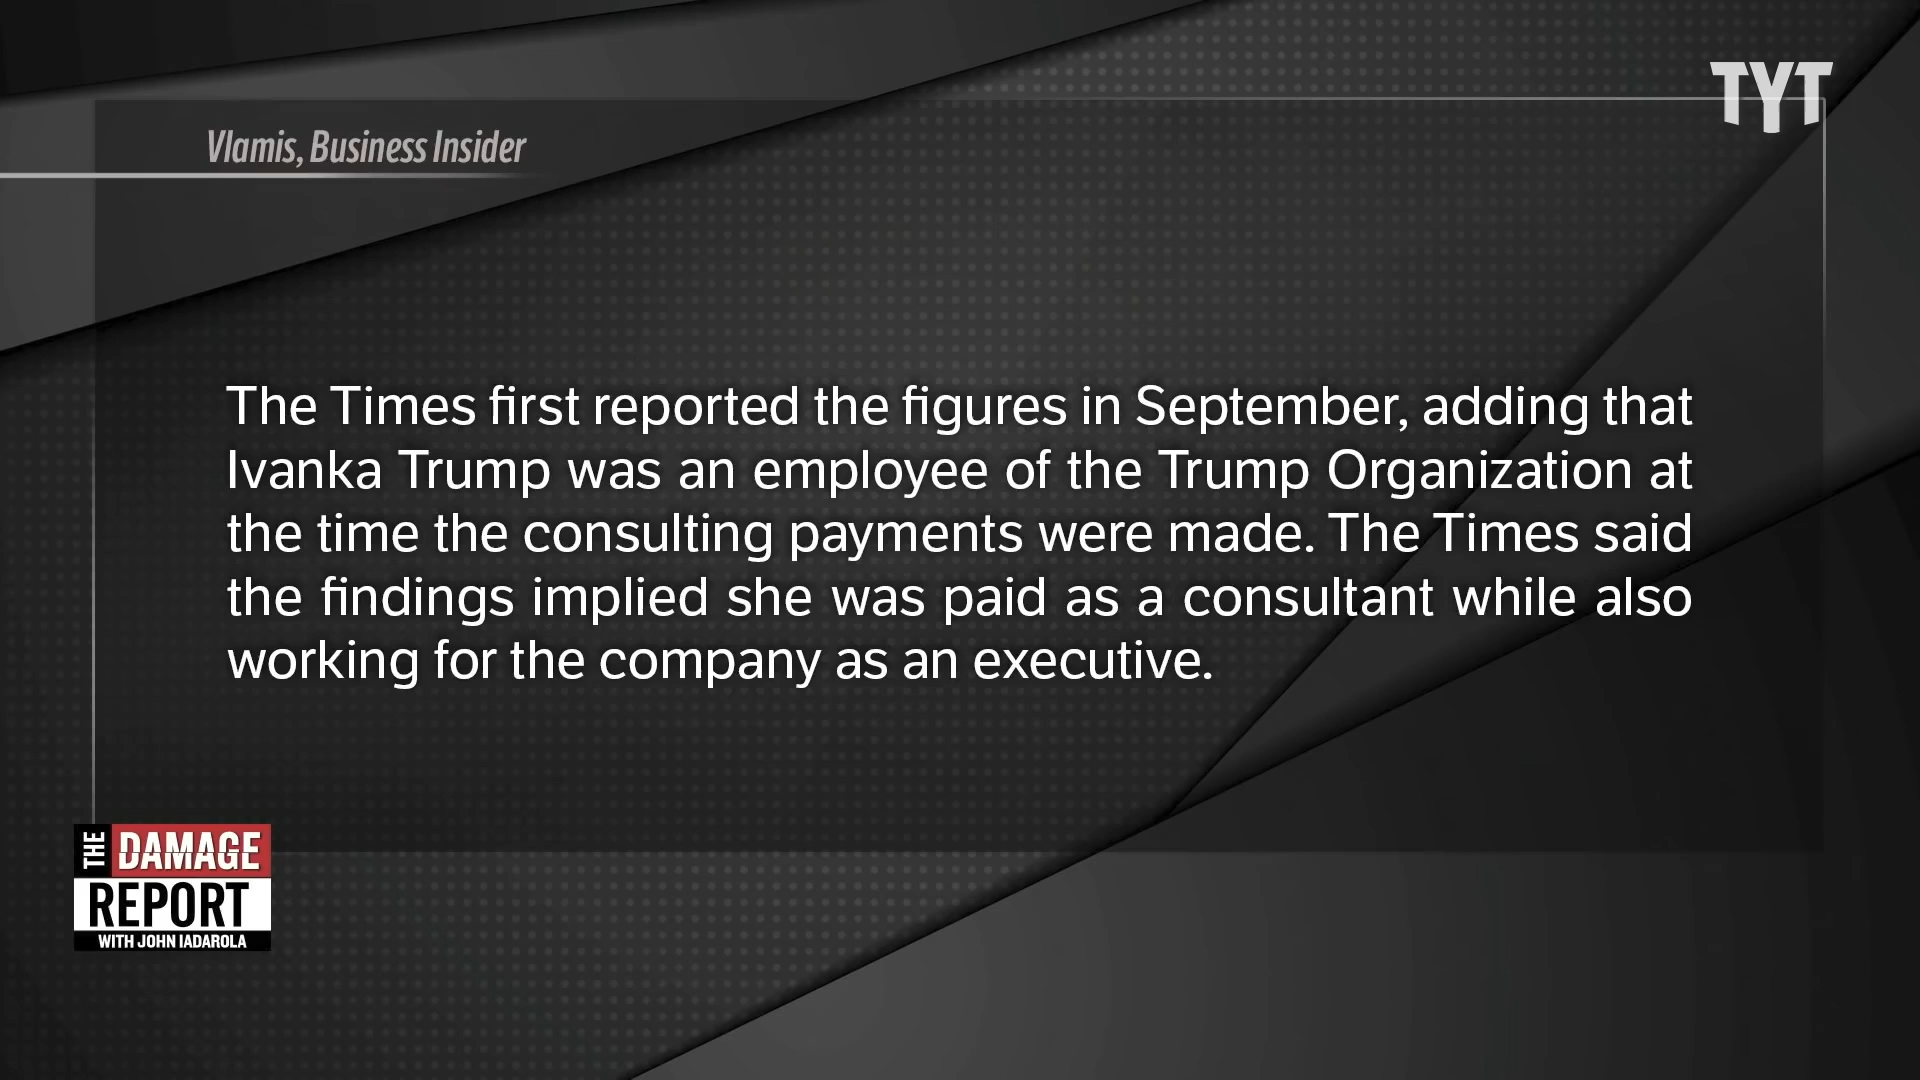 TYT
Vlamis, Business Insider
The Times first reported the figures in September, adding that
Ivanka Trump was an employee of the Trump Organization at
the time the consulting payments were made. The Times said
the findings implied she was paid as a consultant while also
working for the company as an executive.
THE DAMAGE
REPORT
WITH JOHN IADAROLA